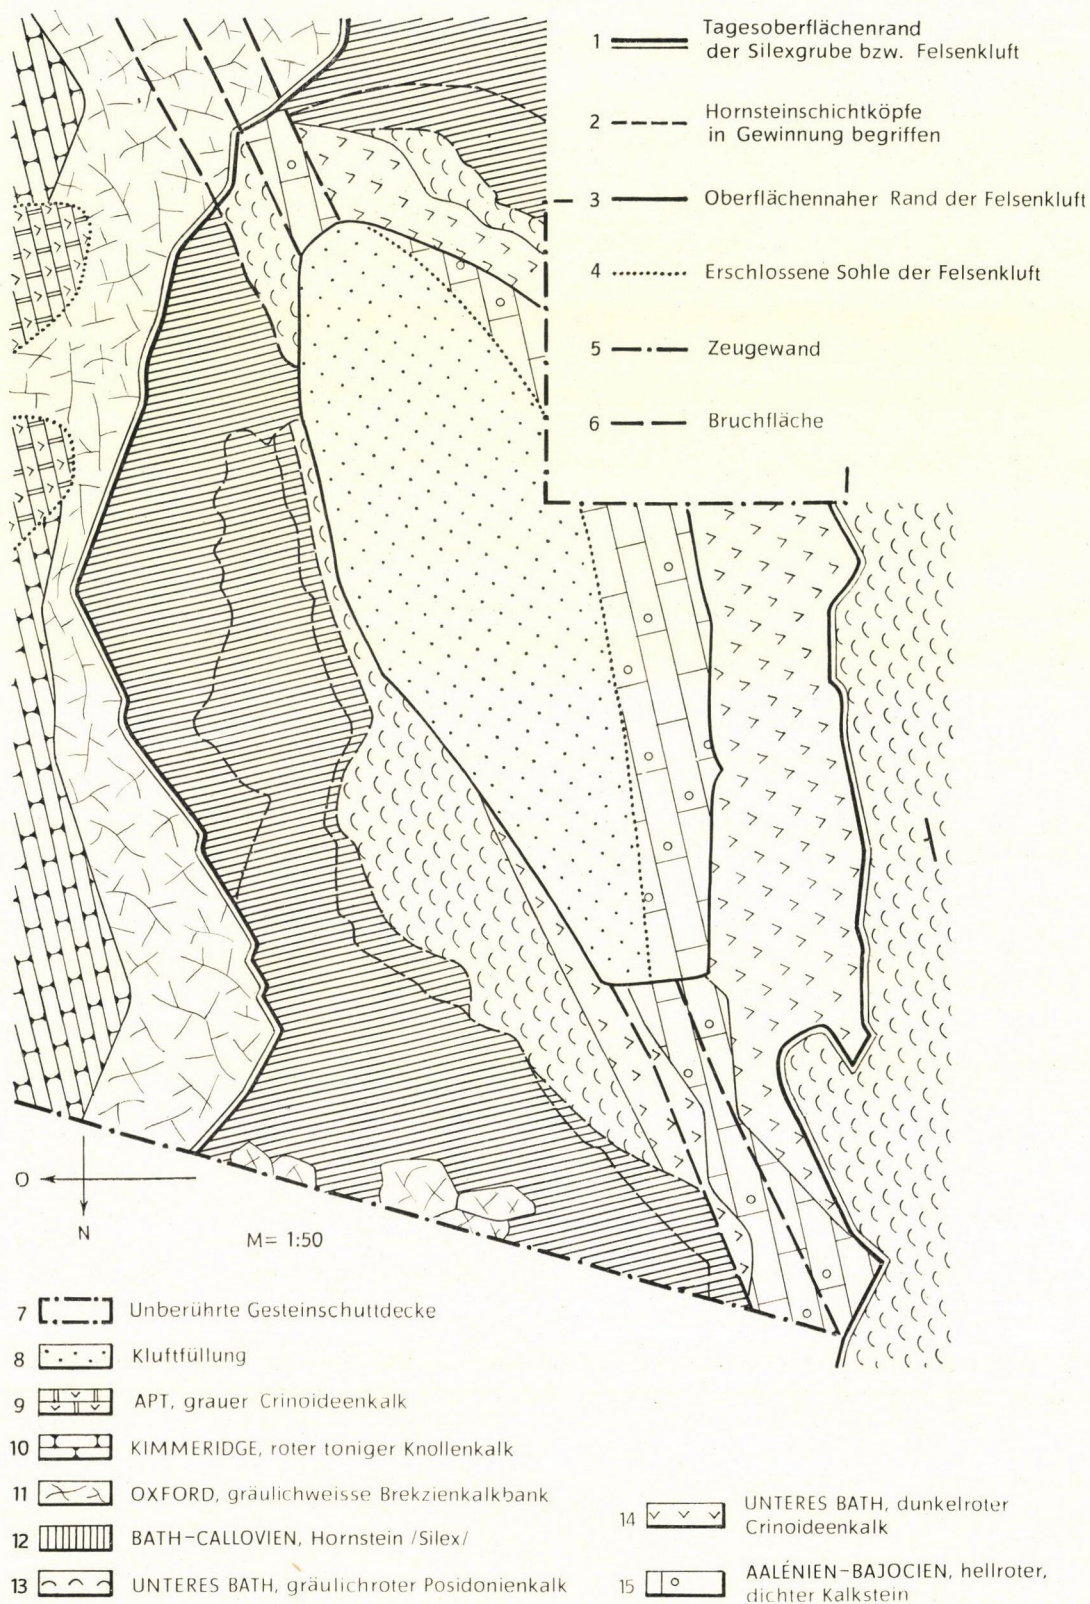 1 Tagesoberflächenrand
der Silexgrube bzw. Felsenkluft
2 Hornsteinschichtköpfe
in Gewinnung begriffen
3 Oberflächennaher Rand der Felsenkluft
4 Erschlossene Sohle der Felsenkluft
5 Zeugewand
6 Bruchfläche
O
N
M= 1:50
7 Unberührte Gesteinschuttdecke
8 Kluftfüllung
9 APT, grauer Crinoideenkalk
10 KIMMERIDGE, roter toniger Knollenkalk
11 OXFORD, gräulichweisse Brekzienkalkbank
12 BATH-CALLOVIEN, Hornstein /Silex/
13 UNTERES BATH, gräulichroter Posidonienkalk
14 UNTERES BATH, dunkelroter
Crinoideenkalk
15 AALÉNIEN-BAJOCIEN, hellroter,
dichter Kalkstein